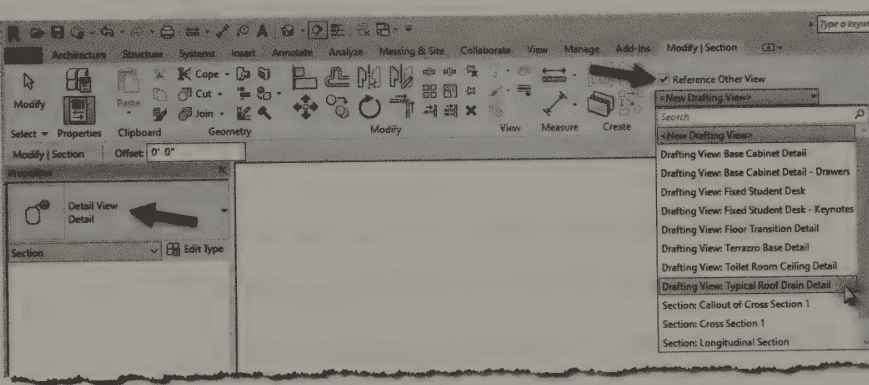 Type a keyw
Architecture Structure Systems Insert Annotate Analyze Massing & Site Collaborate View Manage Add-Ins Modify | Section
Modify
Paste
Cope
Cut
Join
Reference Other View
<New Drafting View>
Select Properties Clipboard Geometry Modify View Measure Create
Search
<New Drafting View>
Modify | Section Offset: 0' 0"
Properties
Detail View
Detail
Section Edit Type
Drafting View: Base Cabinet Detail
Drafting View: Base Cabinet Detail - Drawers
Drafting View: Fixed Student Desk
Drafting View: Fixed Student Desk - Keynotes
Drafting View: Floor Transition Detail
Drafting View: Terrazzo Base Detail
Drafting View: Toilet Room Ceiling Detail
Drafting View: Typical Roof Drain Detail
Section: Callout of Cross Section 1
Section: Cross Section 1
Section: Longitudinal Section